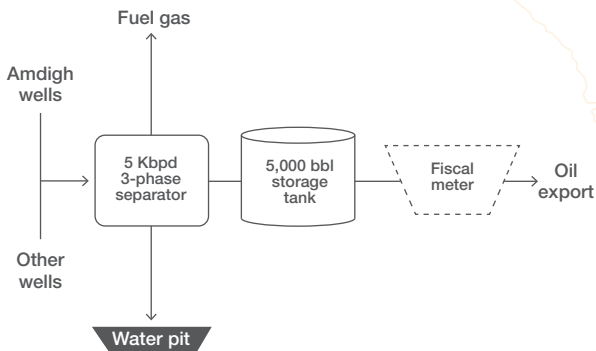 Fuel gas
Amdigh
wells
5 Kbpd
3-phase
separator
5,000 bbl
storage
tank
Fiscal
meter
Oil
export
Other
wells
Water pit